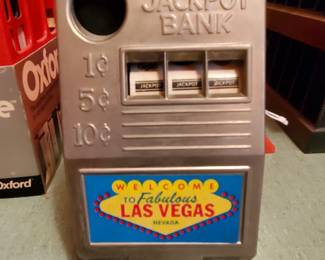 JACKPOT
BANK
1¢
5¢
10¢
JACKPOT JACKPOT JACKPOT
WELCOME
To Fabulous
LAS VEGAS
NEVADA
Oxford
Oxford